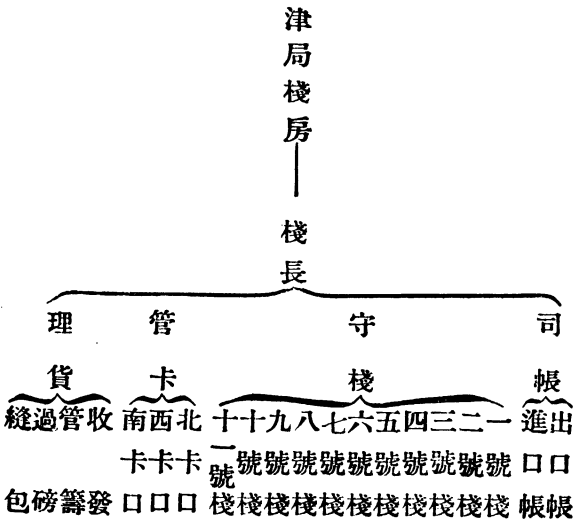 津局棧房
棧長
司帳
守棧
管卡
理貨
出口帳
進口帳
一號棧
二號棧
三號棧
四號棧
五號棧
六號棧
七號棧
八號棧
九號棧
十號棧
十一號棧
北卡口
西卡口
南卡口
收發
管籌
過磅
縫包